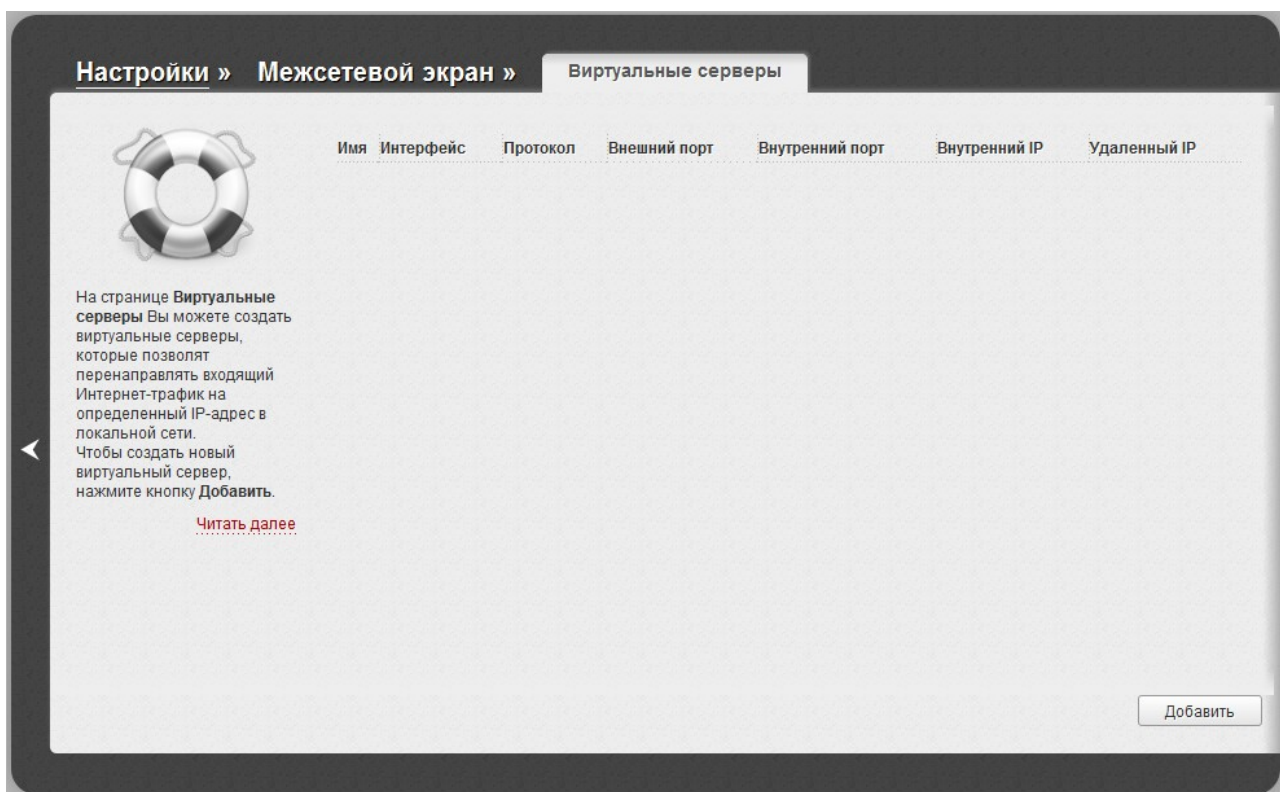 Настройки » Межсетевой экран » Виртуальные серверы
Имя Интерфейс Протокол Внешний порт Внутренний порт Внутренний IP Удаленный IP
На странице Виртуальные
серверы Вы можете создать
виртуальные серверы,
которые позволят
перенаправлять входящий
Интернет-трафик на
определенный IP-адрес в
локальной сети.
Чтобы создать новый
виртуальный сервер,
нажмите кнопку Добавить.
Читать далее
Добавить